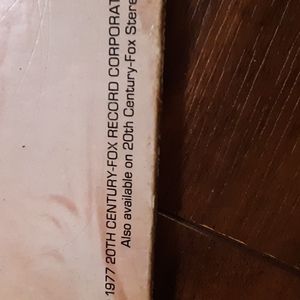 1977 20TH CENTURY-FOX RECORD CORPORAT
Also available on 20th Century-Fox Stere